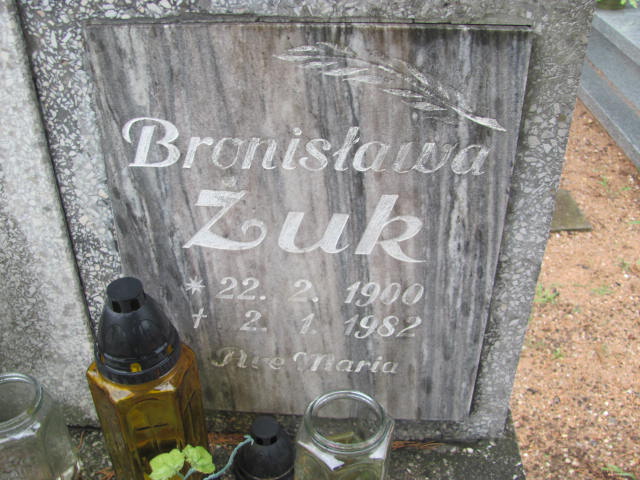 Bronisława
Żuk
* 22. 2. 1900
† 2. 1. 1982
Ave Maria